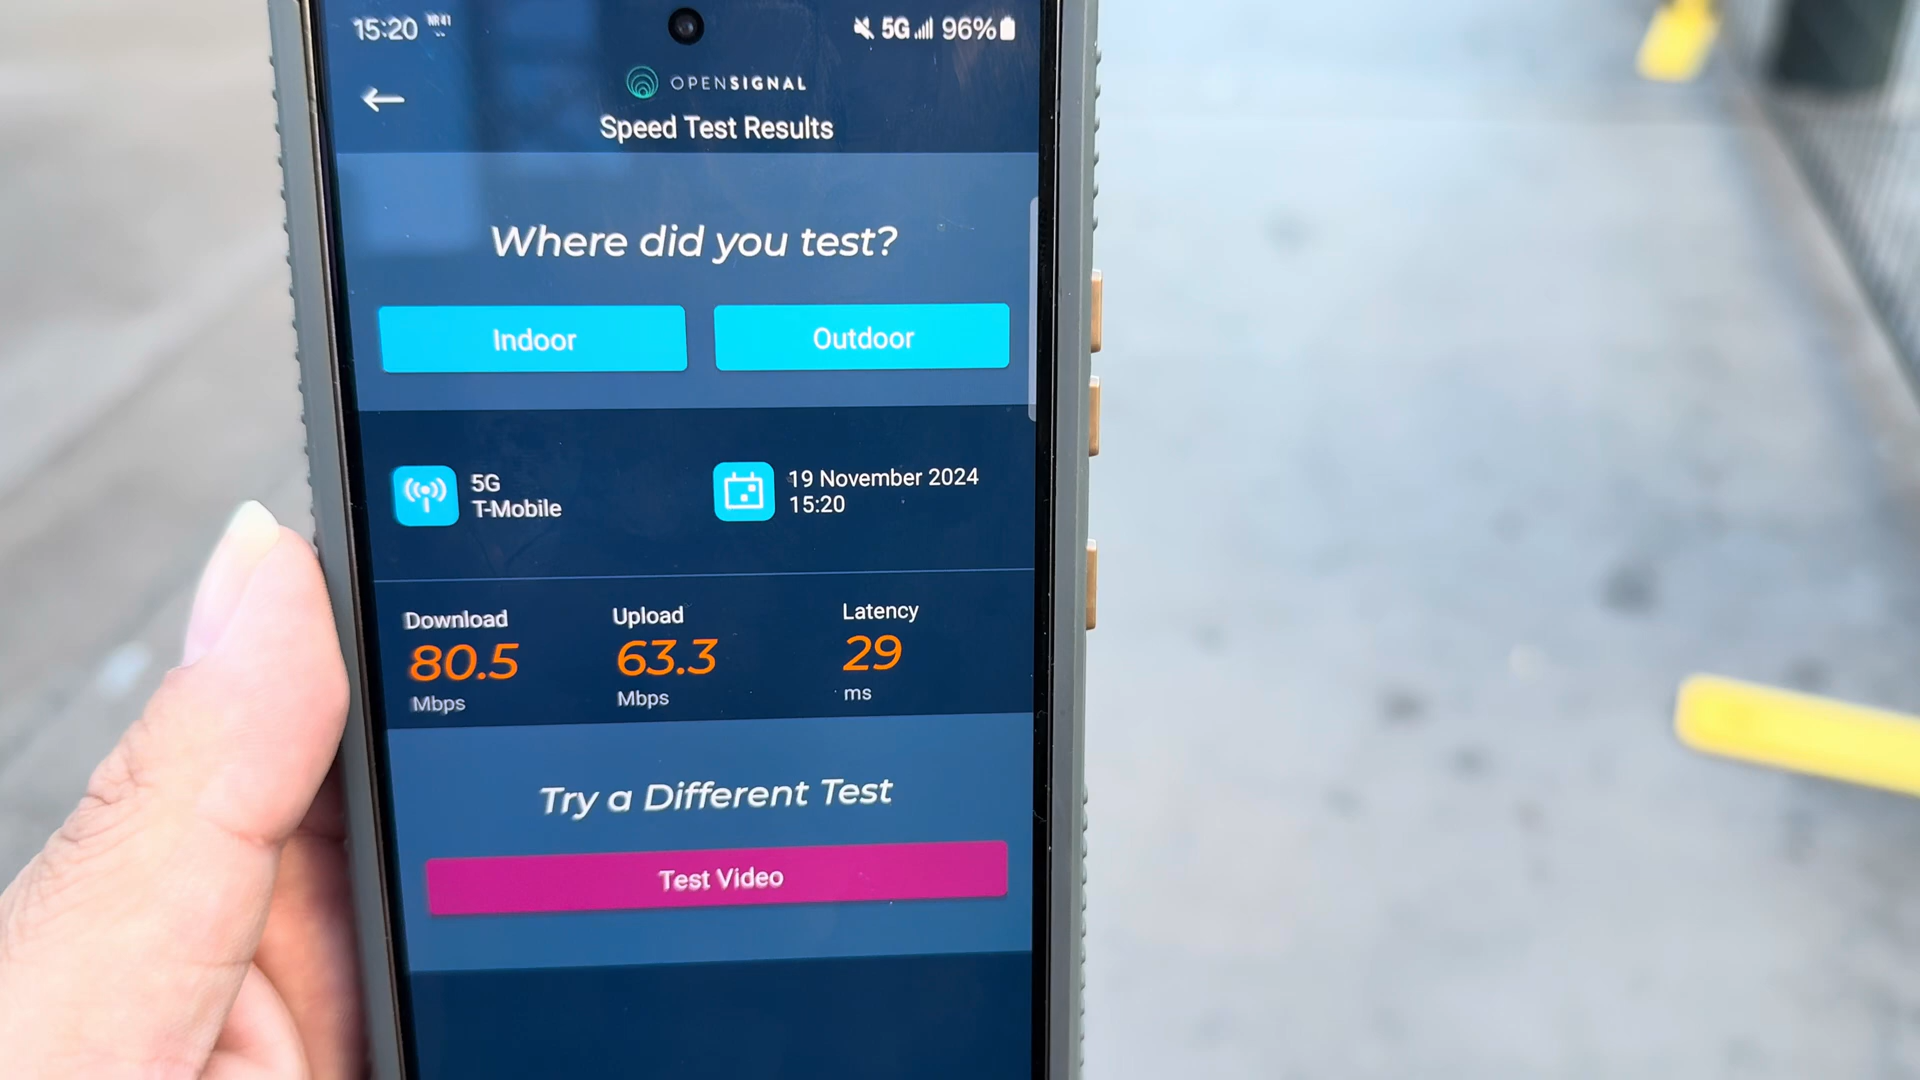 15:20 NR41 5G 96%
OPENSIGNAL
Speed Test Results
Where did you test?
Indoor Outdoor
5G
T-Mobile
19 November 2024
15:20
Download Upload Latency
80.5 63.3 29
Mbps Mbps ms
Try a Different Test
Test Video